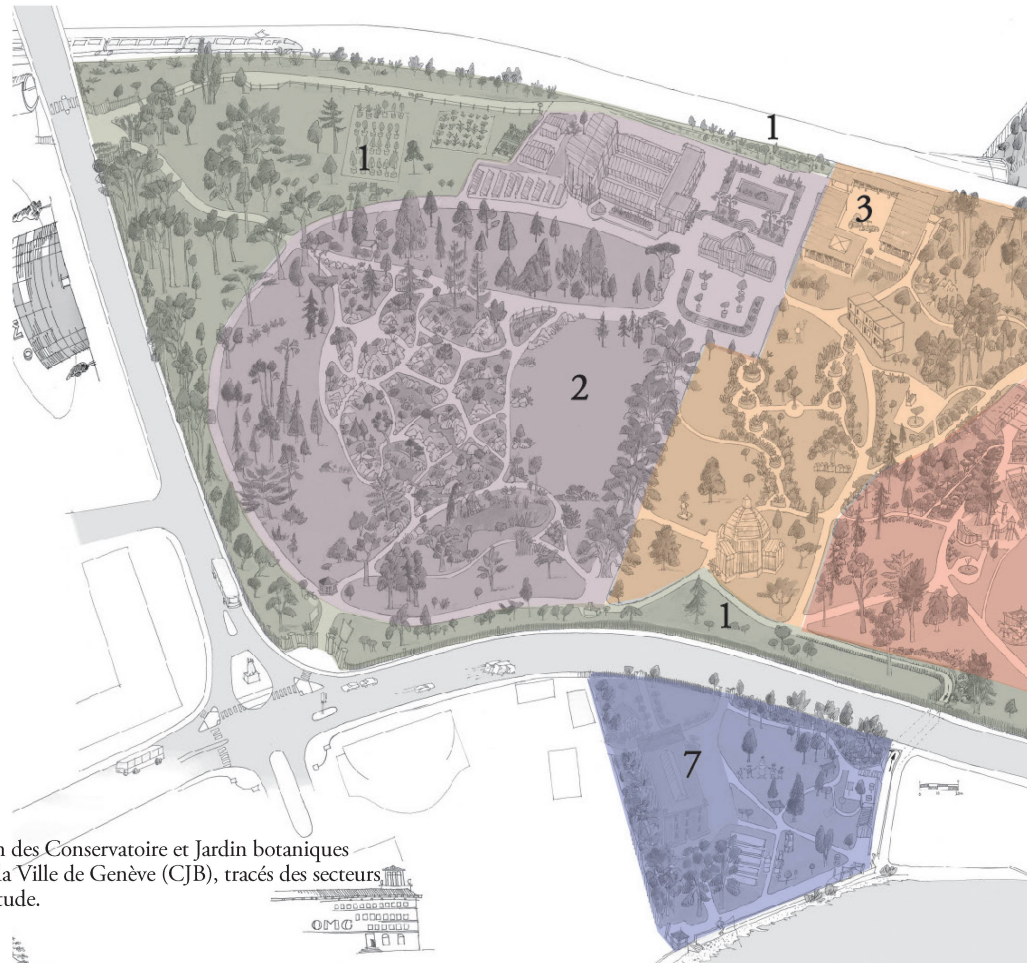 1
1
3
2
1
7
n des Conservatoire et Jardin botaniques
la Ville de Genève (CJB), tracés des secteurs
tude.
OMC